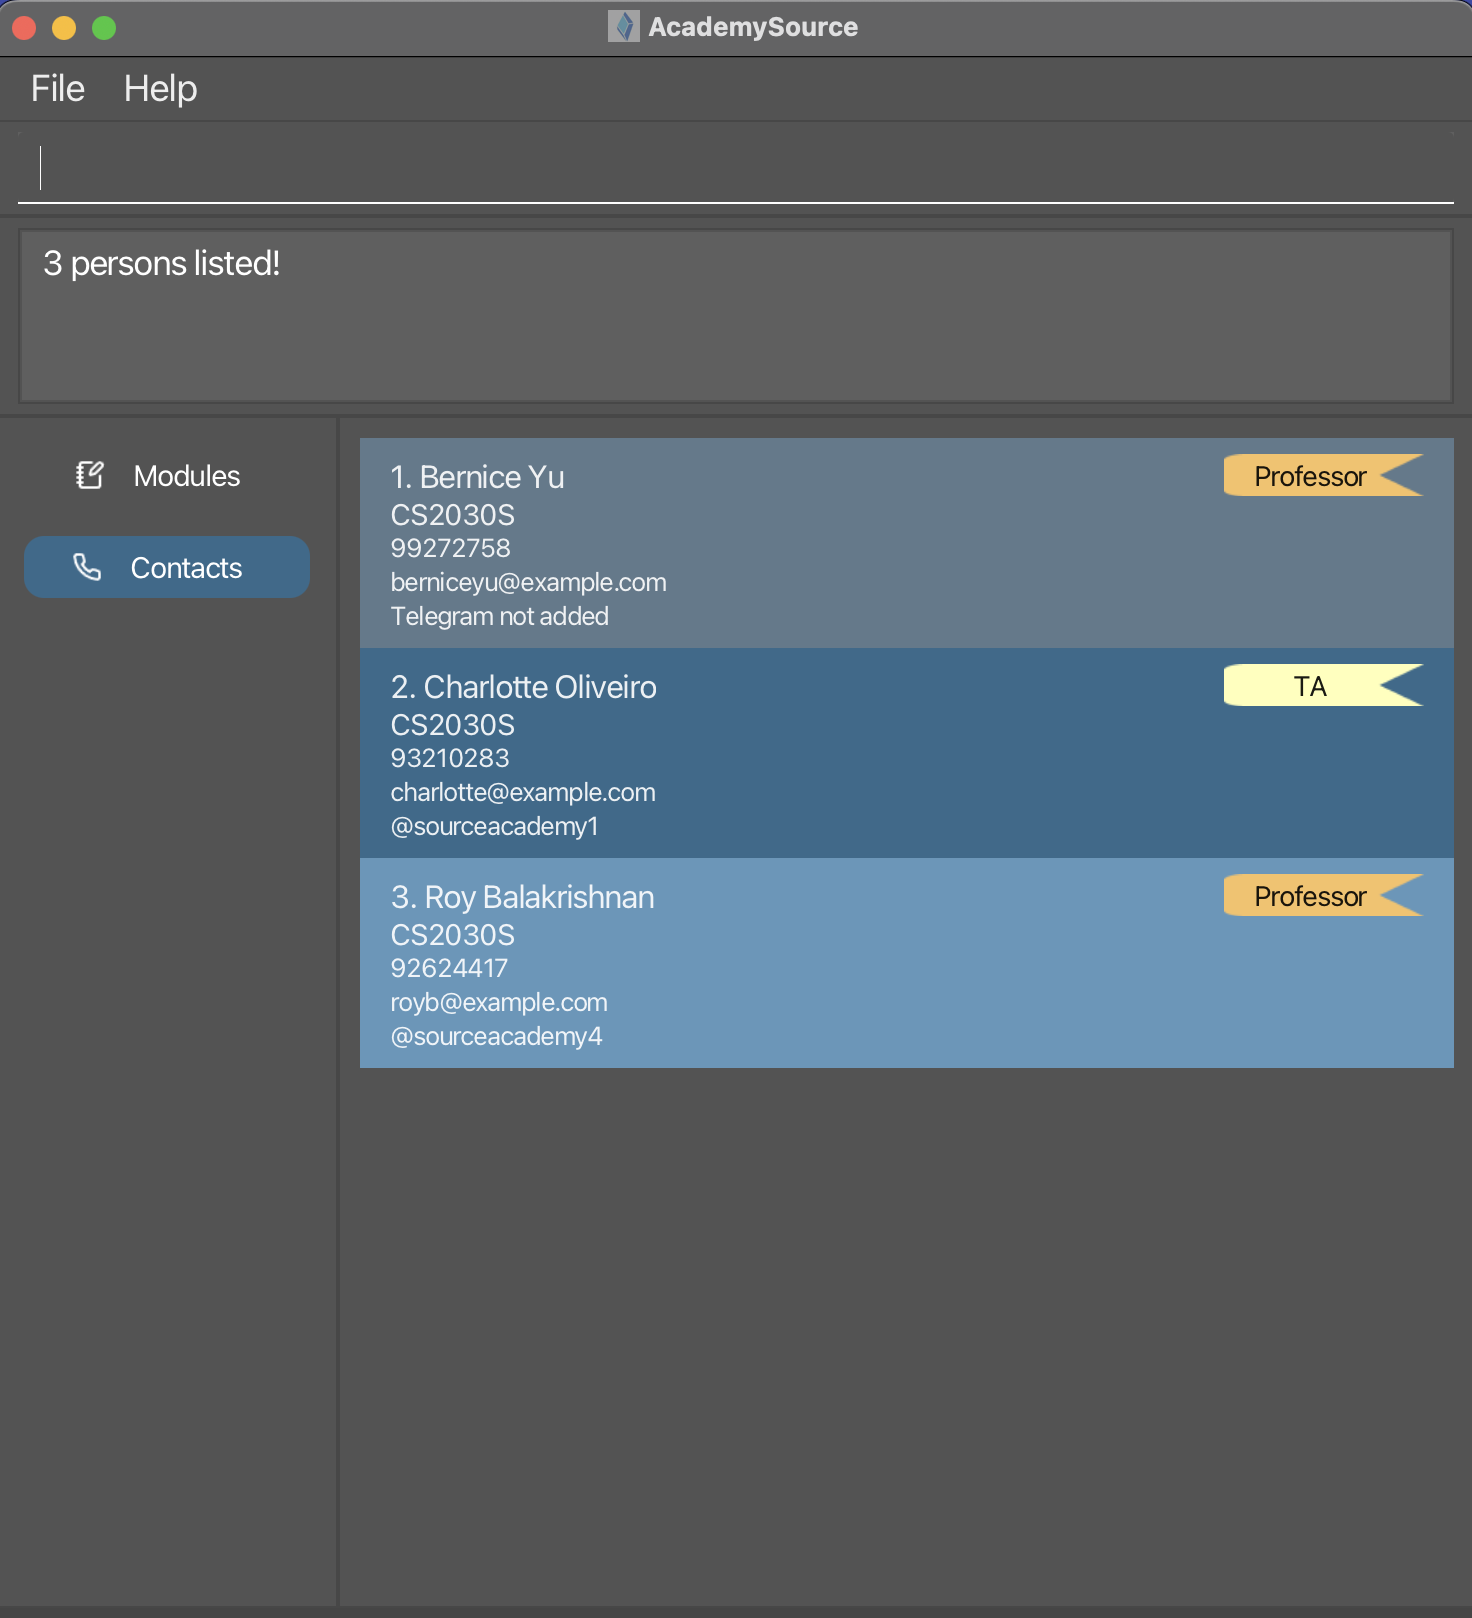 AcademySource
File Help
3 persons listed!
Modules
Contacts
1. Bernice Yu
Professor
CS2030S
99272758
berniceyu@example.com
Telegram not added
2. Charlotte Oliveiro
TA
CS2030S
93210283
charlotte@example.com
@sourceacademy1
3. Roy Balakrishnan
Professor
CS2030S
92624417
royb@example.com
@sourceacademy4